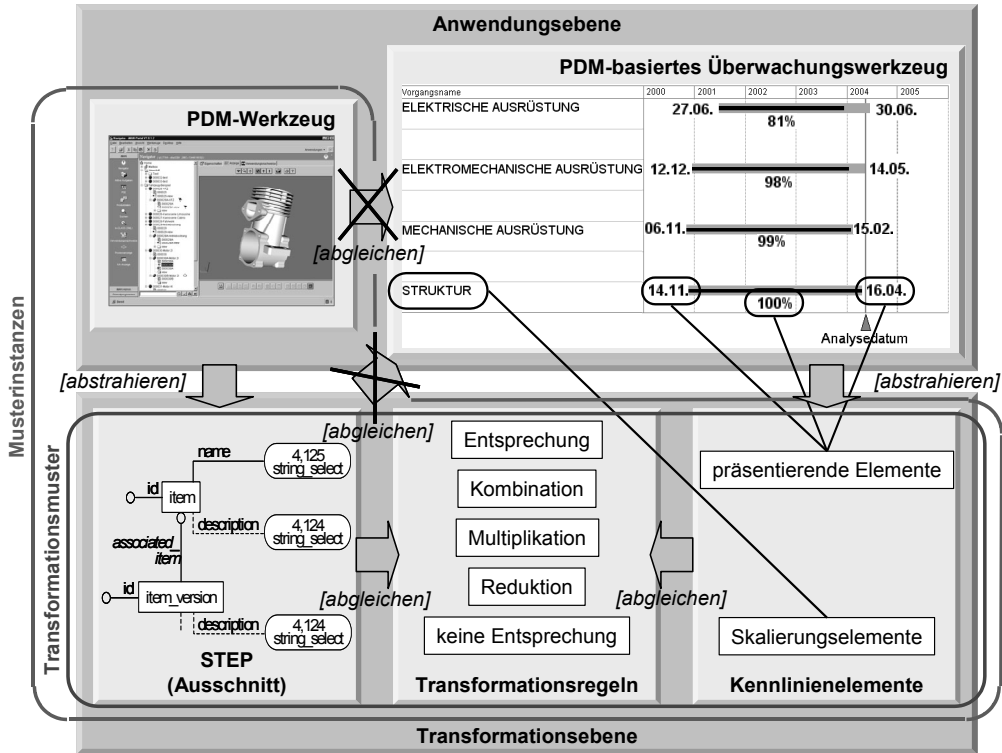 Anwendungsebene
PDM-Werkzeug
PDM-basiertes Überwachungswerkzeug
Vorgangsname 2000 2001 2002 2003 2004 2005
ELEKTRISCHE AUSRÜSTUNG 27.06. 30.06.
81%
ELEKTROMECHANISCHE AUSRÜSTUNG 12.12. 14.05.
98%
MECHANISCHE AUSRÜSTUNG 06.11. 15.02.
99%
STRUKTUR 14.11. 16.04.
100%
Analysedatum
[abgleichen]
Musterinstanzen
Transformationsmuster
[abstrahieren]
[abgleichen]
[abstrahieren]
name
4,125
string_select
id
item
description
4,124
string_select
associated_
item
id
item_version
description
4,124
string_select
STEP
(Ausschnitt)
[abgleichen]
Entsprechung
Kombination
Multiplikation
Reduktion
keine Entsprechung
Transformationsregeln
[abgleichen]
präsentierende Elemente
Skalierungselemente
Kennlinienelemente
Transformationsebene